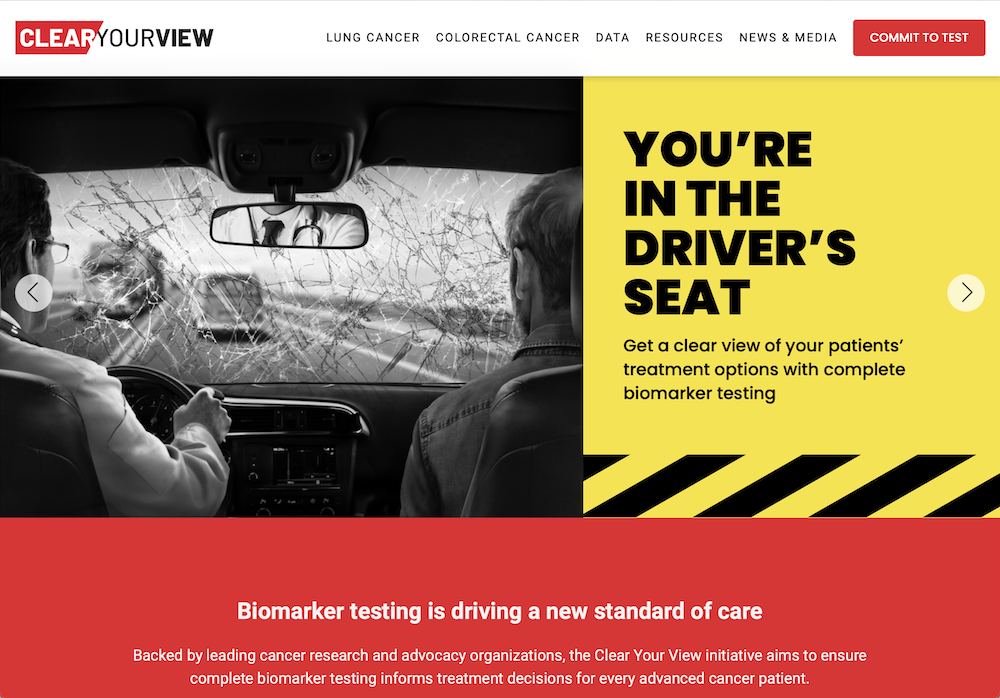 CLEARYOURVIEW
LUNG CANCER COLORECTAL CANCER DATA RESOURCES NEWS & MEDIA COMMIT TO TEST
YOU’RE
IN THE
DRIVER’S
SEAT
Get a clear view of your patients’
treatment options with complete
biomarker testing
Biomarker testing is driving a new standard of care
Backed by leading cancer research and advocacy organizations, the Clear Your View initiative aims to ensure
complete biomarker testing informs treatment decisions for every advanced cancer patient.